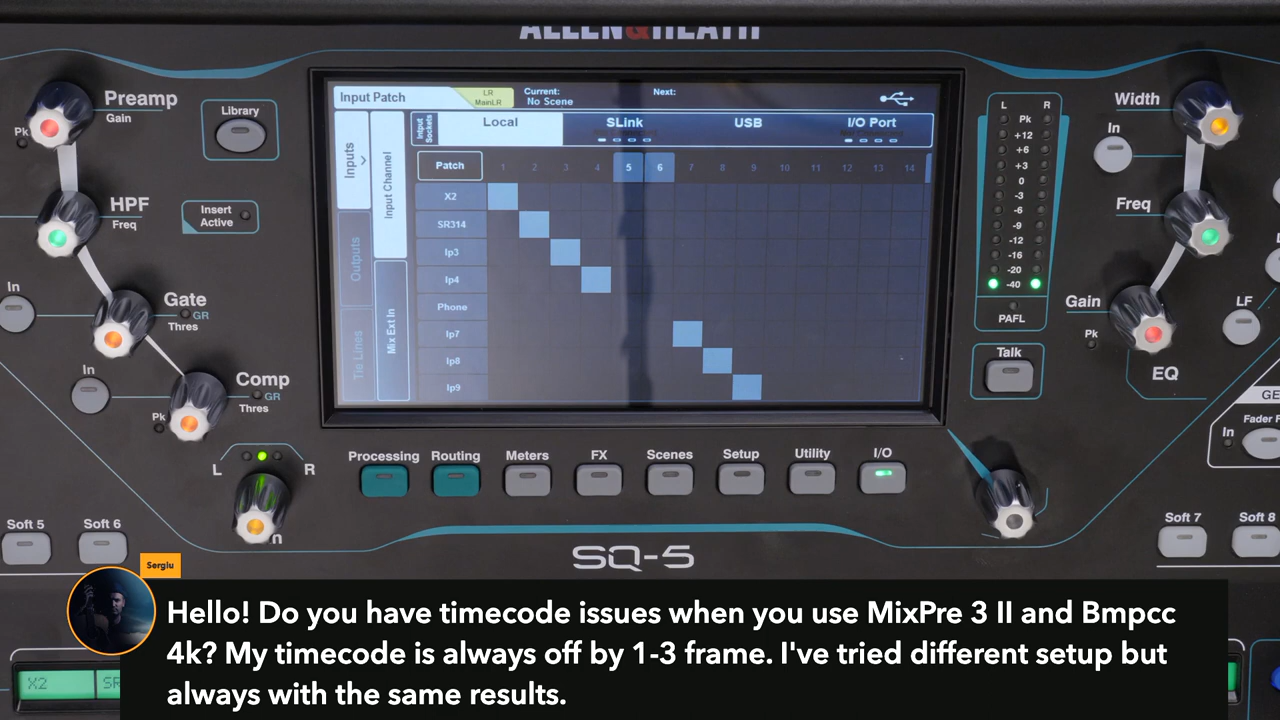 ALLEN&HEATH
Preamp
Gain
Pk
Library
HPF
Freq
Insert
Active
In
Gate
GR
Thres
In
Comp
GR
Thres
Pk
L
R
Input Patch
LR
MainLR
Current:
No Scene
Next:
Inputs
Outputs
Tie Lines
Input Channel
Mix Ext In
Local
SLink
USB
I/O Port
Patch
1 2 3 4 5 6 7 8 9 10 11 12 13 14
X2
SR314
Ip3
Ip4
Phone
Ip7
Ip8
Ip9
L R
Pk
+12
+6
+3
0
-3
-6
-9
-12
-16
-20
-40
PAFL
Talk
Width
In
Freq
Gain
Pk
EQ
LF
In
Processing
Routing
Meters
FX
Scenes
Setup
Utility
I/O
Soft 5
Soft 6
Soft 7
Soft 8
SQ-5
X2
Sergiu
Hello! Do you have timecode issues when you use MixPre 3 II and Bmpcc
4k? My timecode is always off by 1-3 frame. I've tried different setup but
always with the same results.